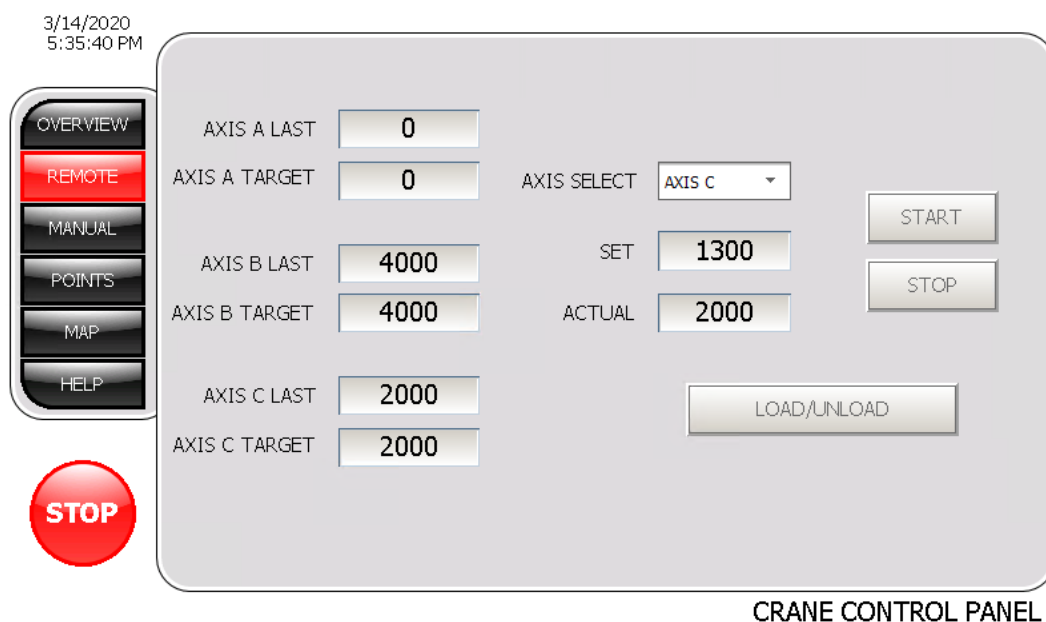 3/14/2020
5:35:40 PM
OVERVIEW
REMOTE
MANUAL
POINTS
MAP
HELP
STOP
AXIS A LAST 0
AXIS A TARGET 0
AXIS B LAST 4000
AXIS B TARGET 4000
AXIS C LAST 2000
AXIS C TARGET 2000
AXIS SELECT AXIS C
SET 1300
ACTUAL 2000
START
STOP
LOAD/UNLOAD
CRANE CONTROL PANEL